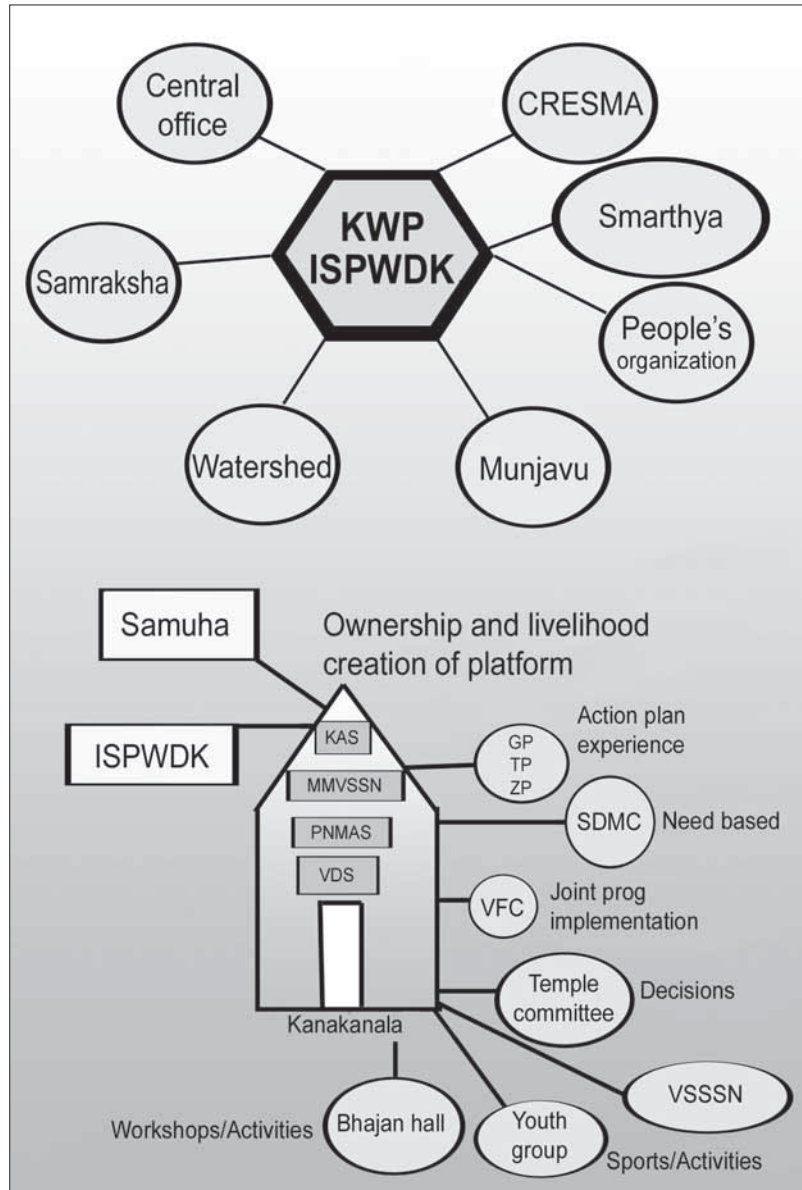 Central
office
CRESMA
KWP
ISPWDK
Smarthya
Samraksha
People's
organization
Watershed
Munjavu
Samuha
Ownership and livelihood
creation of platform
ISPWDK
KAS
GP
TP
ZP
Action plan
experience
MMVSSN
PNMAS
SDMC
Need based
VDS
VFC
Joint prog
implementation
Temple
committee
Decisions
Kanakanala
VSSSN
Workshops/Activities
Bhajan hall
Youth
group
Sports/Activities